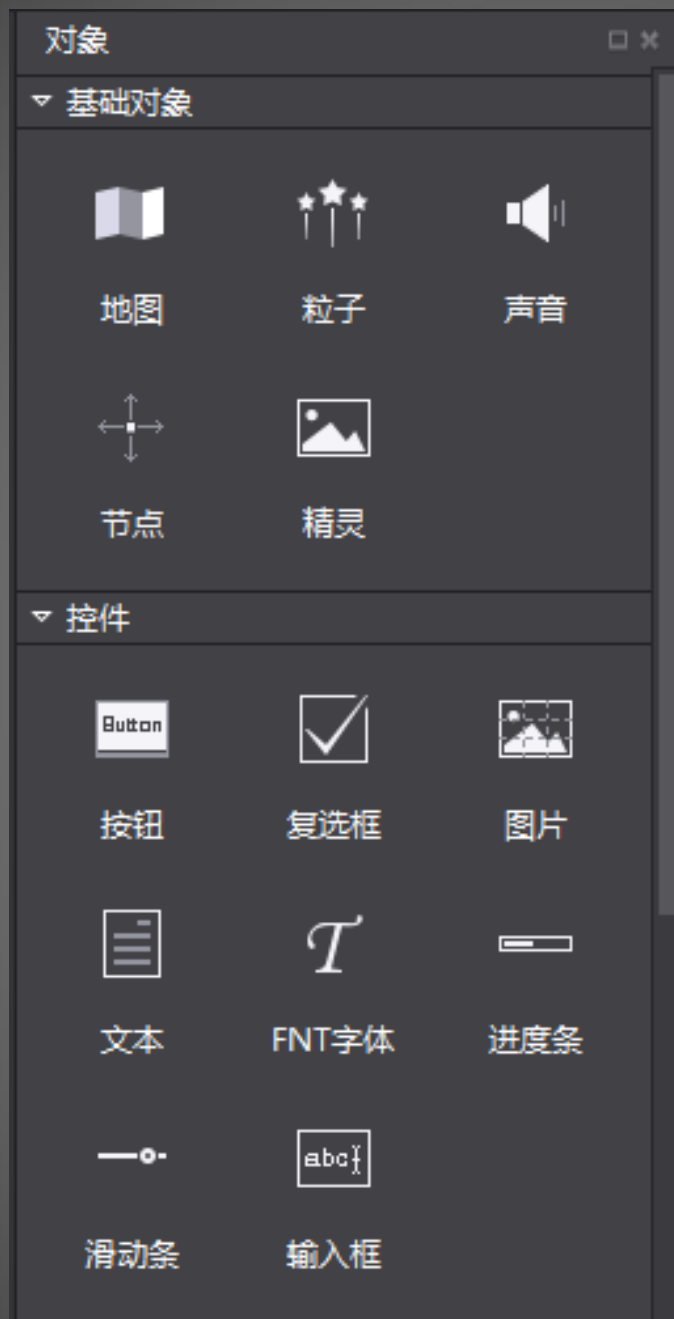 对象
基础对象
地图 粒子 声音
节点 精灵
控件
Button
按钮 复选框 图片
文本 FNT字体 进度条
abc
滑动条 输入框